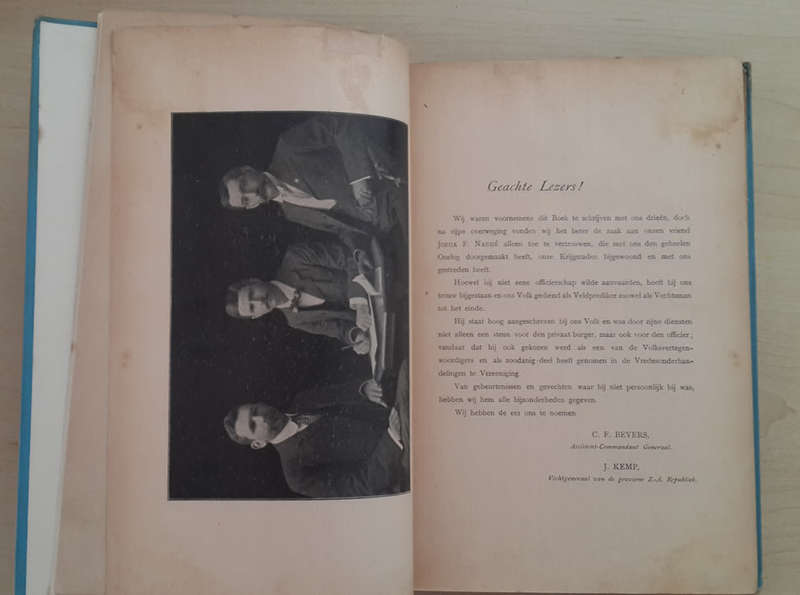 Geachte Lezers!
Wij waren voornemens dit Boek te schrijven met ons drieën, doch
na rijpe overweging vonden wij het beter de zaak aan onzen vriend
Jozua F. Naudé alleen toe te vertrouwen, die met ons den geheelen
Oorlog doorgemaakt heeft, onze Krijgsraden bijgewoond en met ons
gestreden heeft.
Hoewel hij niet eene officierschap wilde aanvaarden, heeft hij ons
trouw bijgestaan en ons Volk gediend als Veldprediker zoowel als Vechtsman
tot het einde.
Hij staat hoog aangeschreven bij ons Volk en was door zijne diensten
niet alleen een steun voor den privaat burger, maar ook voor den officier;
vandaar dat hij ook gekozen werd als een van de Volksvertegen-
woordigers en als zoodanig deel heeft genomen in de Vredesonderhan-
delingen te Vereeniging.
Van gebeurtenissen en gevechten waar hij niet persoonlijk bij was,
hebben wij hem alle bijzonderheden gegeven.
Wij hebben de eer ons te noemen
C. F. BEYERS,
Assistent-Commandant Generaal.
J. KEMP,
Vechtgeneraal van de gewezene Z.-A. Republiek.